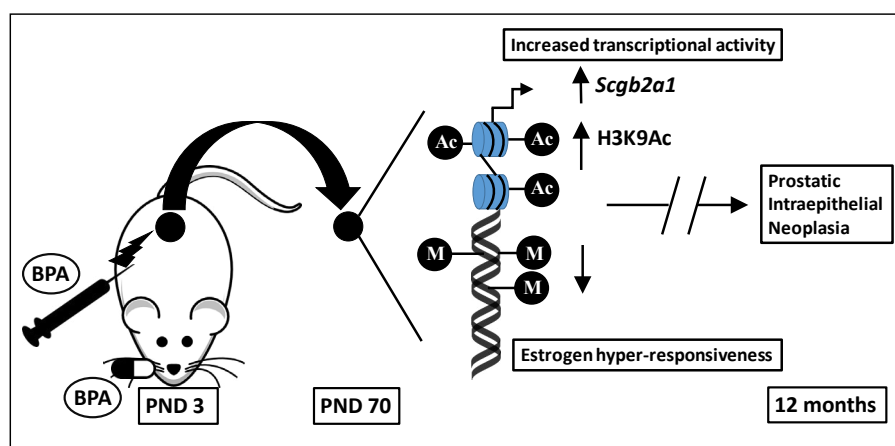 Increased transcriptional activity
Scgb2a1
Ac
Ac
H3K9Ac
Ac
Prostatic
Intraepithelial
Neoplasia
M
M
M
BPA
Estrogen hyper-responsiveness
BPA
PND 3
PND 70
12 months